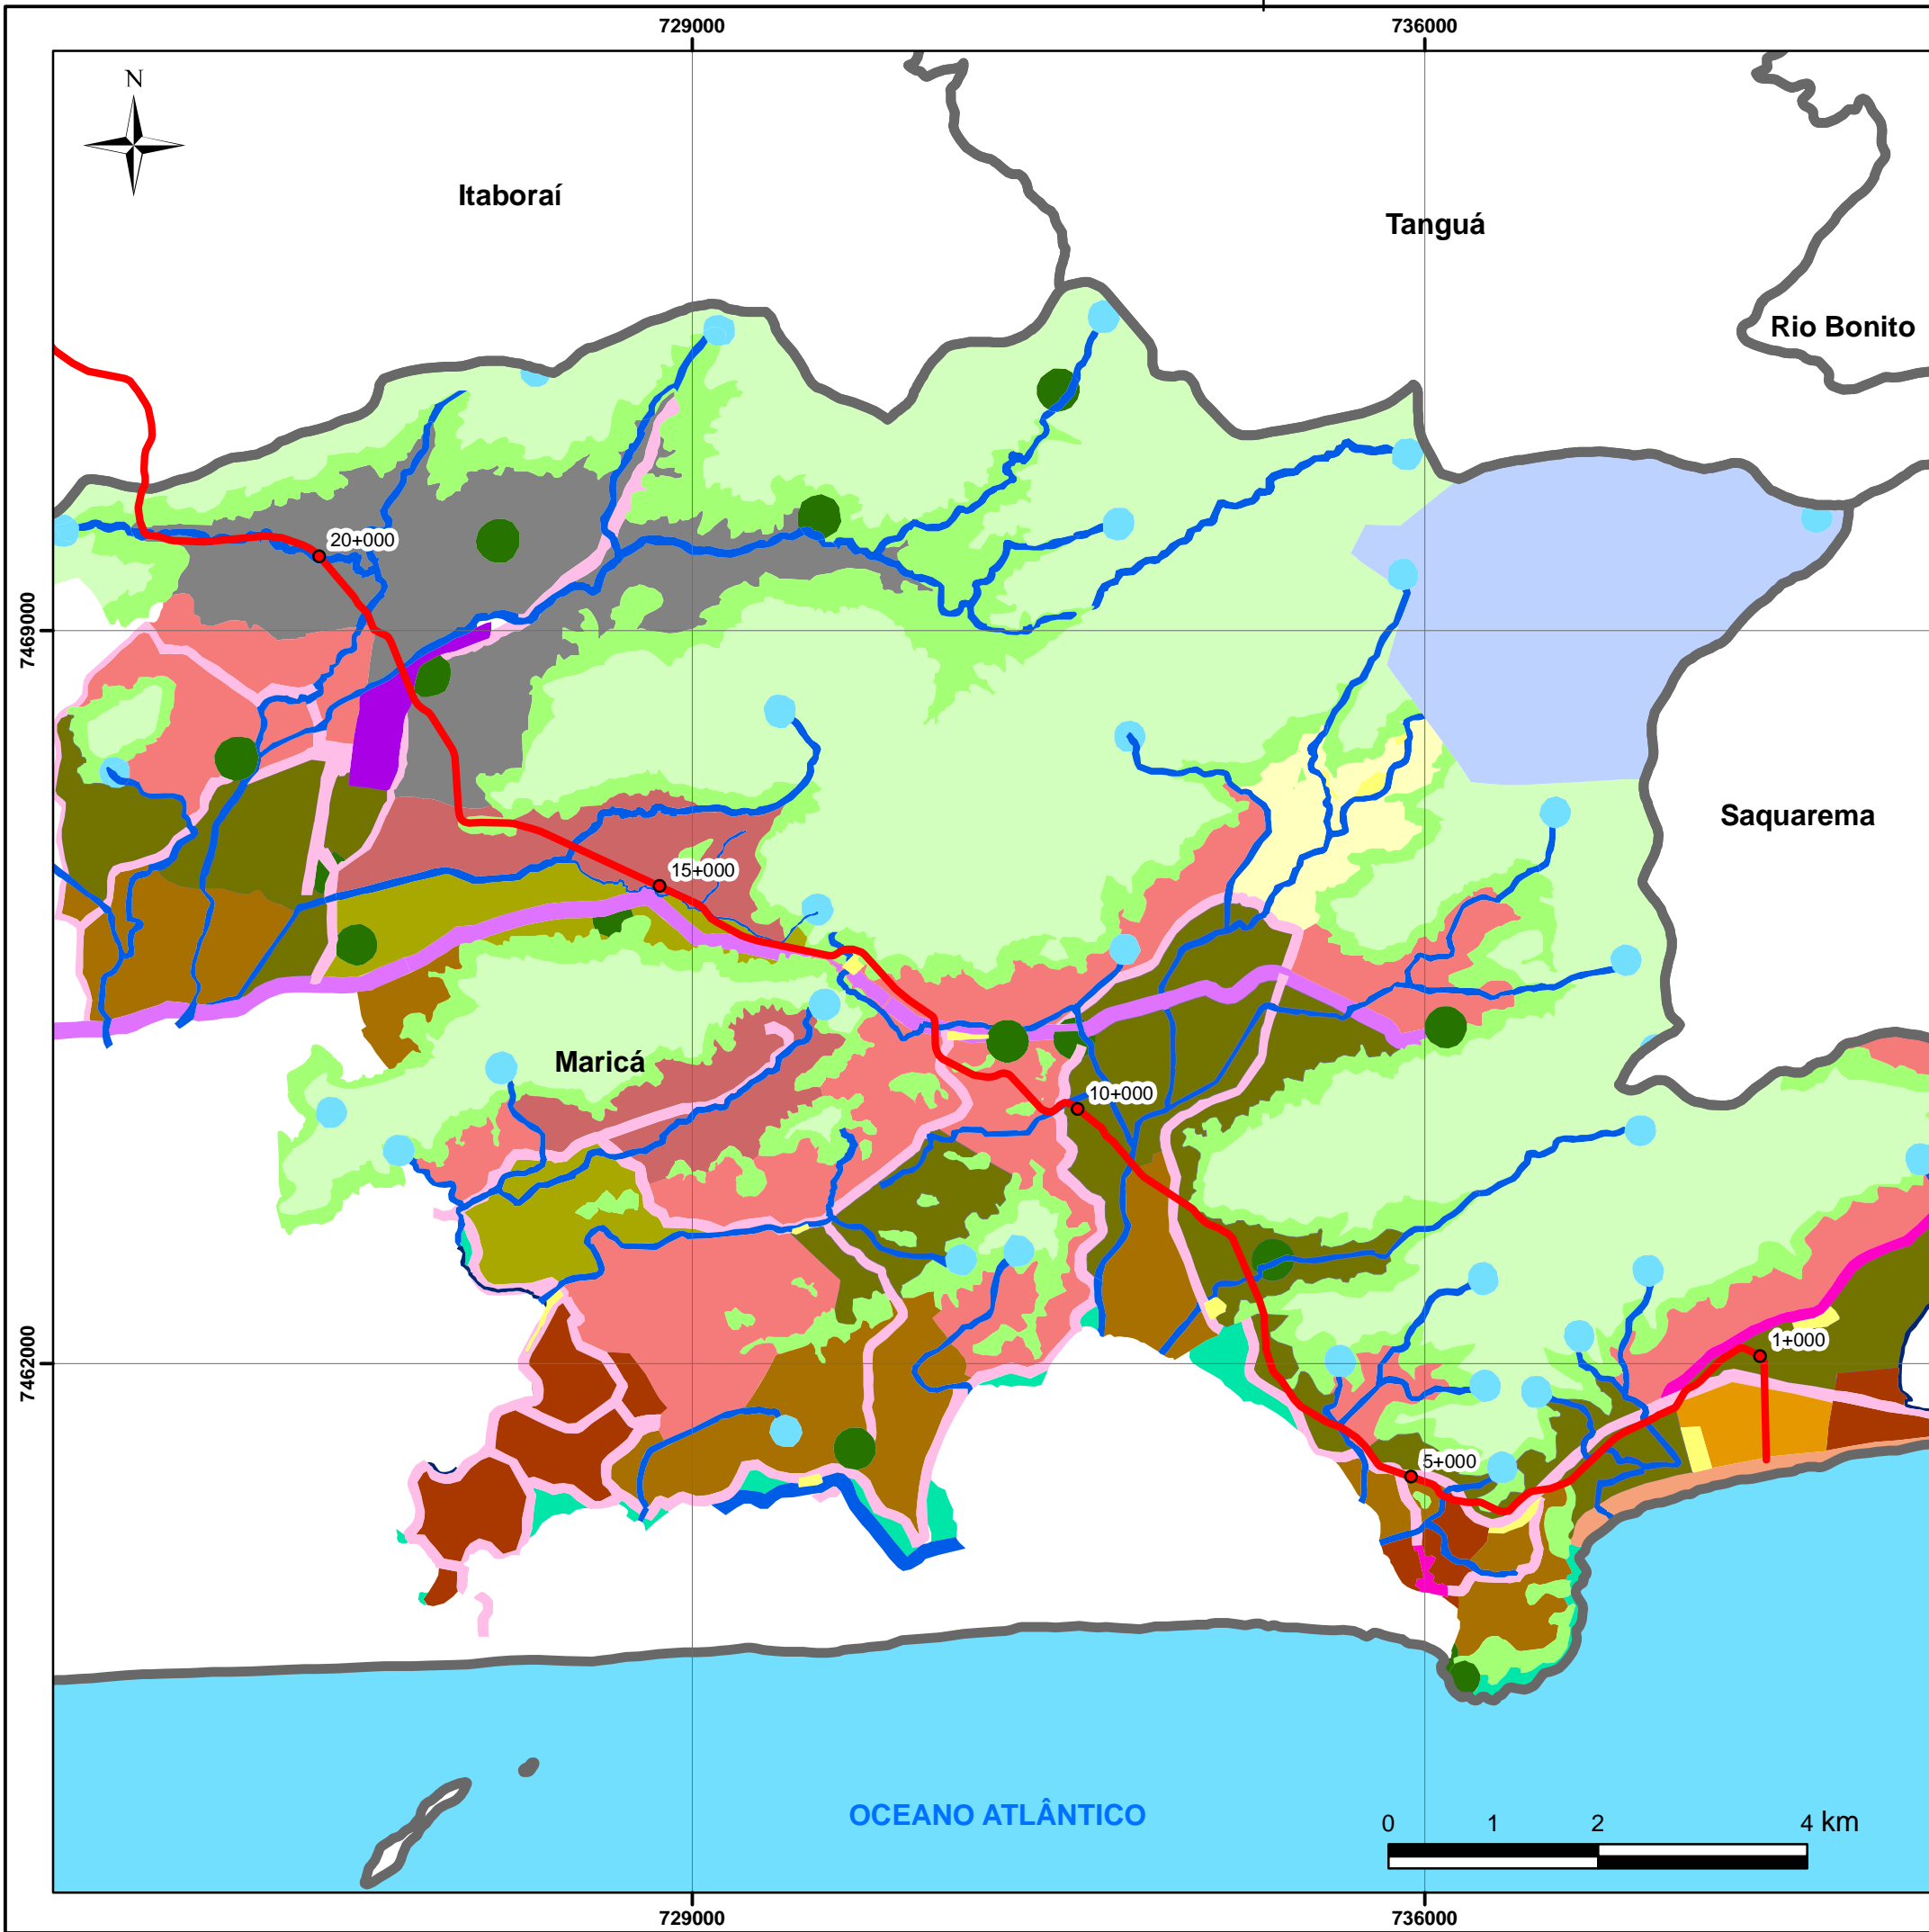 729000
736000
N
Itaboraí
Tanguá
Rio Bonito
20+000
7469000
Saquarema
15+000
Maricá
10+000
7462000
1+000
5+000
OCEANO ATLÂNTICO
0 1 2 4 km
729000
736000